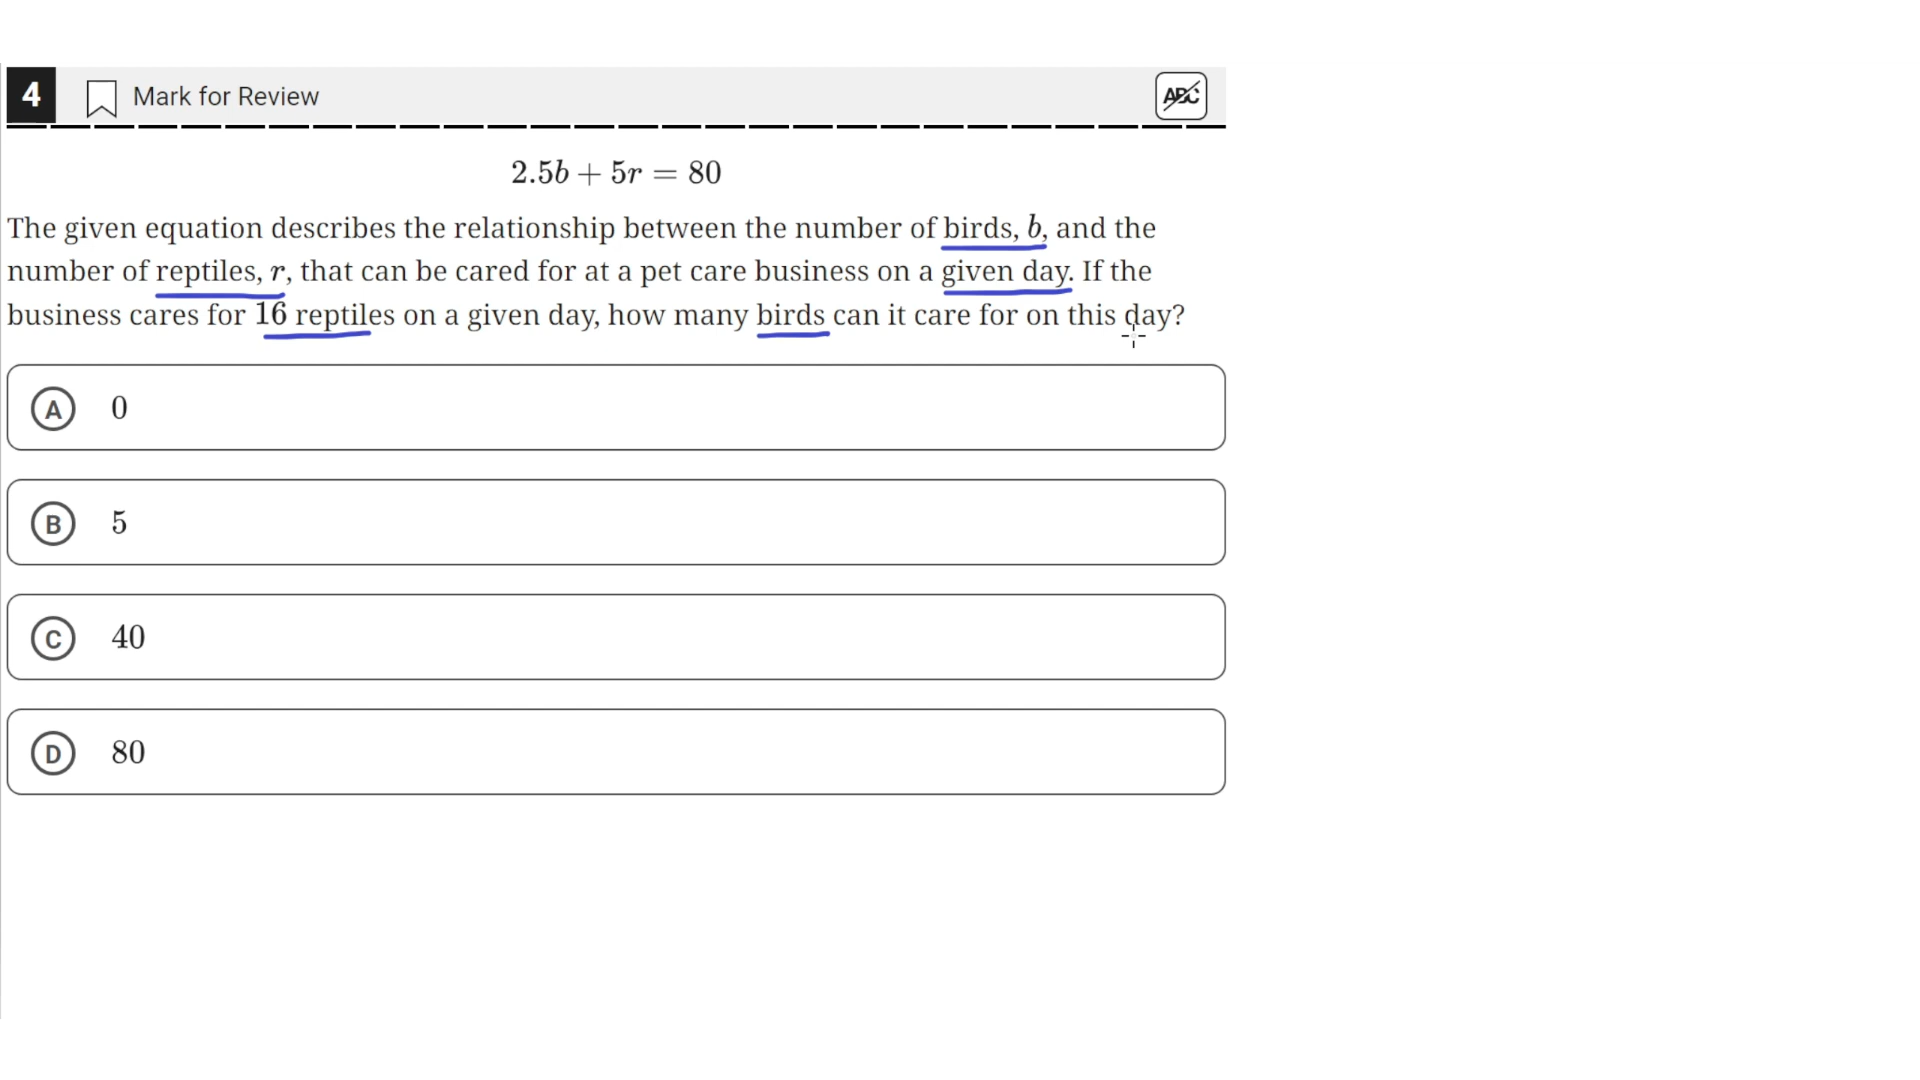 4 Mark for Review ABC
2.5b + 5r = 80
The given equation describes the relationship between the number of birds, b, and the
number of reptiles, r, that can be cared for at a pet care business on a given day. If the
business cares for 16 reptiles on a given day, how many birds can it care for on this day?
A 0
B 5
C 40
D 80